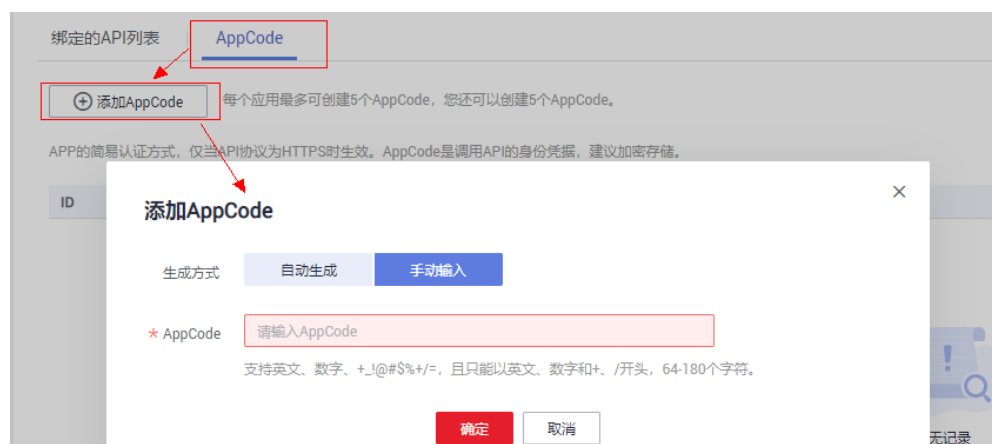 绑定的API列表 AppCode
添加AppCode 每个应用最多可创建5个AppCode，您还可以创建5个AppCode。
APP的简易认证方式，仅当API协议为HTTPS时生效。AppCode是调用API的身份凭据，建议加密存储。
ID
添加AppCode
生成方式 自动生成 手动输入
* AppCode 请输入AppCode
支持英文、数字、+_!@#$%+/=，且只能以英文、数字和+、/开头，64-180个字符。
确定 取消
无记录